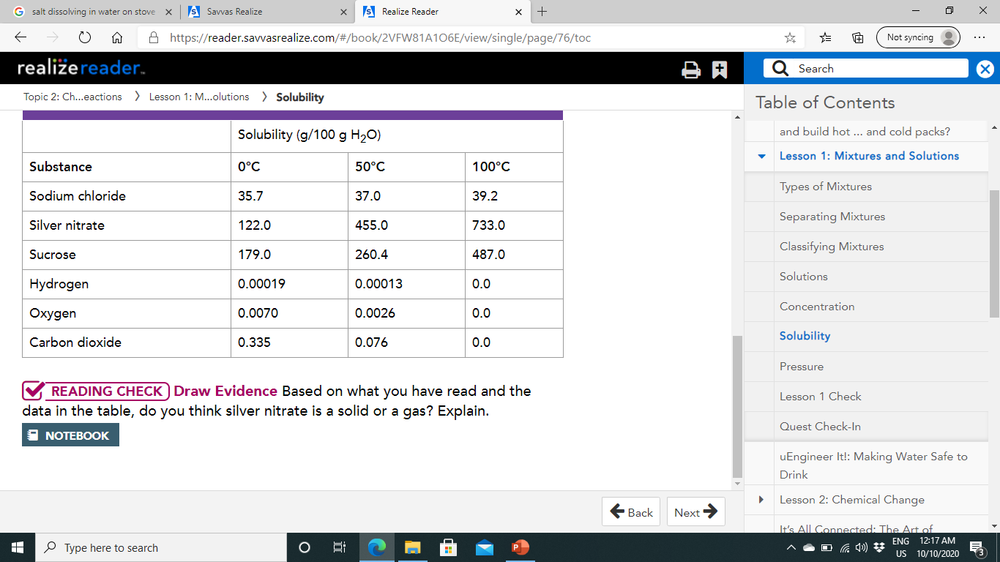 salt dissolving in water on stove
Savvas Realize
Realize Reader
https://reader.savvasrealize.com/#/book/2VFW81A1O6E/view/single/page/76/toc
Not syncing
realizereader
Search
Topic 2: Ch...eactions > Lesson 1: M...olutions > Solubility
Table of Contents
Solubility (g/100 g H₂O)
Substance 0°C 50°C 100°C
Sodium chloride 35.7 37.0 39.2
Silver nitrate 122.0 455.0 733.0
Sucrose 179.0 260.4 487.0
Hydrogen 0.00019 0.00013 0.0
Oxygen 0.0070 0.0026 0.0
Carbon dioxide 0.335 0.076 0.0
READING CHECK Draw Evidence Based on what you have read and the
data in the table, do you think silver nitrate is a solid or a gas? Explain.
NOTEBOOK
Back
Next
and build hot ... and cold packs?
Lesson 1: Mixtures and Solutions
Types of Mixtures
Separating Mixtures
Classifying Mixtures
Solutions
Concentration
Solubility
Pressure
Lesson 1 Check
Quest Check-In
uEngineer It!: Making Water Safe to
Drink
Lesson 2: Chemical Change
It's All Connected: The Art of
Type here to search
ENG
US
12:17 AM
10/10/2020
3